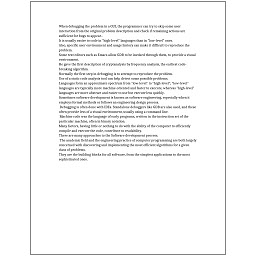 When debugging the problem in a GUI, the programmer can try to skip some user
interaction from the original problem description and check if remaining actions are
sufficient for bugs to appear.
It is usually easier to code in "high-level" languages than in "low-level" ones.
Also, specific user environment and usage history can make it difficult to reproduce the
problem.
Some text editors such as Emacs allow GDB to be invoked through them, to provide a visual
environment.
He gave the first description of cryptanalysis by frequency analysis, the earliest code-
breaking algorithm.
Normally the first step in debugging is to attempt to reproduce the problem.
Use of a static code analysis tool can help detect some possible problems.
Languages form an approximate spectrum from "low-level" to "high-level"; "low-level"
languages are typically more machine-oriented and faster to execute, whereas "high-level"
languages are more abstract and easier to use but execute less quickly.
Sometimes software development is known as software engineering, especially when it
employs formal methods or follows an engineering design process.
Debugging is often done with IDEs. Standalone debuggers like GDB are also used, and these
often provide less of a visual environment, usually using a command line.
Machine code was the language of early programs, written in the instruction set of the
particular machine, often in binary notation.
Many factors, having little or nothing to do with the ability of the computer to efficiently
compile and execute the code, contribute to readability.
There are many approaches to the Software development process.
The academic field and the engineering practice of computer programming are both largely
concerned with discovering and implementing the most efficient algorithms for a given
class of problems.
They are the building blocks for all software, from the simplest applications to the most
sophisticated ones.